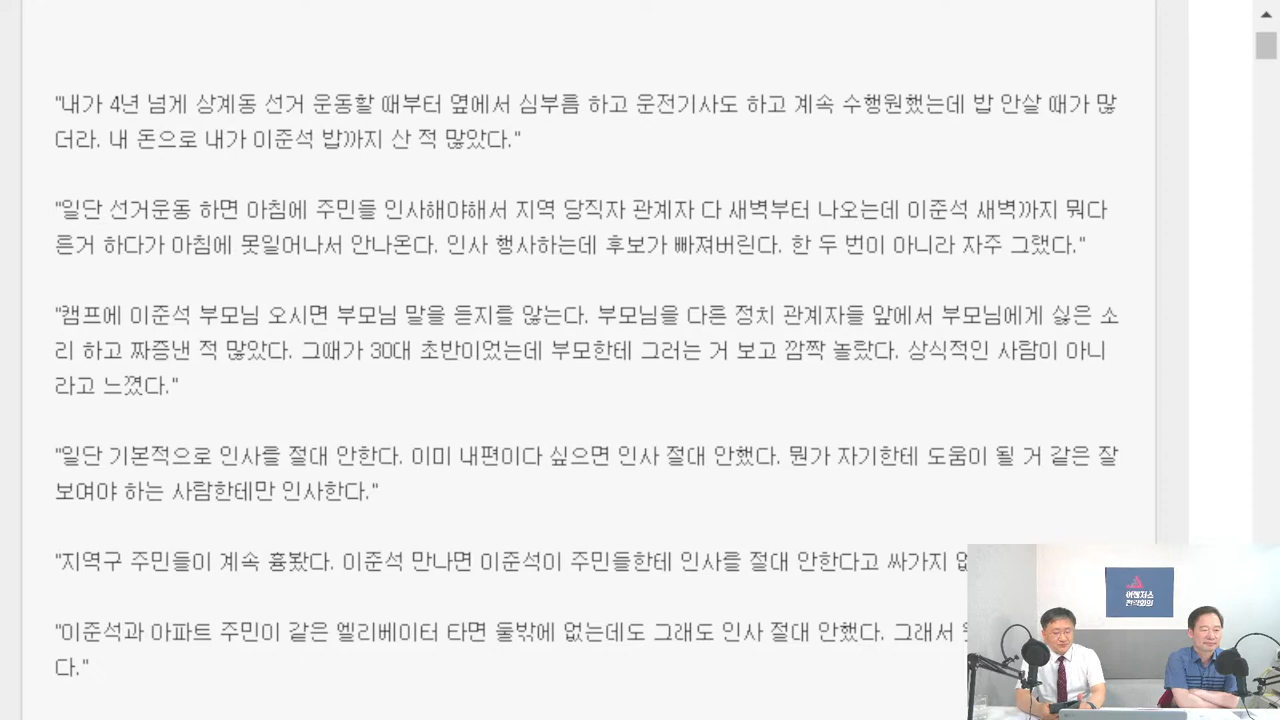 "내가 4년 넘게 상계동 선거 운동할 때부터 옆에서 심부름 하고 운전기사도 하고 계속 수행원했는데 밥 안살 때가 많
더라. 내 돈으로 내가 이준석 밥까지 산 적 많았다."
"일단 선거운동 하면 아침에 주민들 인사해야해서 지역 당직자 관계자 다 새벽부터 나오는데 이준석 새벽까지 뭐다
른거 하다가 아침에 못일어나서 안나온다. 인사 행사하는데 후보가 빠져버린다. 한 두 번이 아니라 자주 그랬다."
"캠프에 이준석 부모님 오시면 부모님 말을 듣지를 않는다. 부모님을 다른 정치 관계자들 앞에서 부모님에게 싫은 소
리 하고 짜증낸 적 많았다. 그때가 30대 초반이었는데 부모한테 그러는 거 보고 깜짝 놀랐다. 상식적인 사람이 아니
라고 느꼈다."
"일단 기본적으로 인사를 절대 안한다. 이미 내편이다 싶으면 인사 절대 안했다. 뭔가 자기한테 도움이 될 거 같은 잘
보여야 하는 사람한테만 인사한다."
"지역구 주민들이 계속 흉봤다. 이준석 만나면 이준석이 주민들한테 인사를 절대 안한다고 싸가지
"이준석과 아파트 주민이 같은 엘리베이터 타면 둘밖에 없는데도 그래도 인사 절대 안했다. 그래서
다."
어벤저스
전략회의